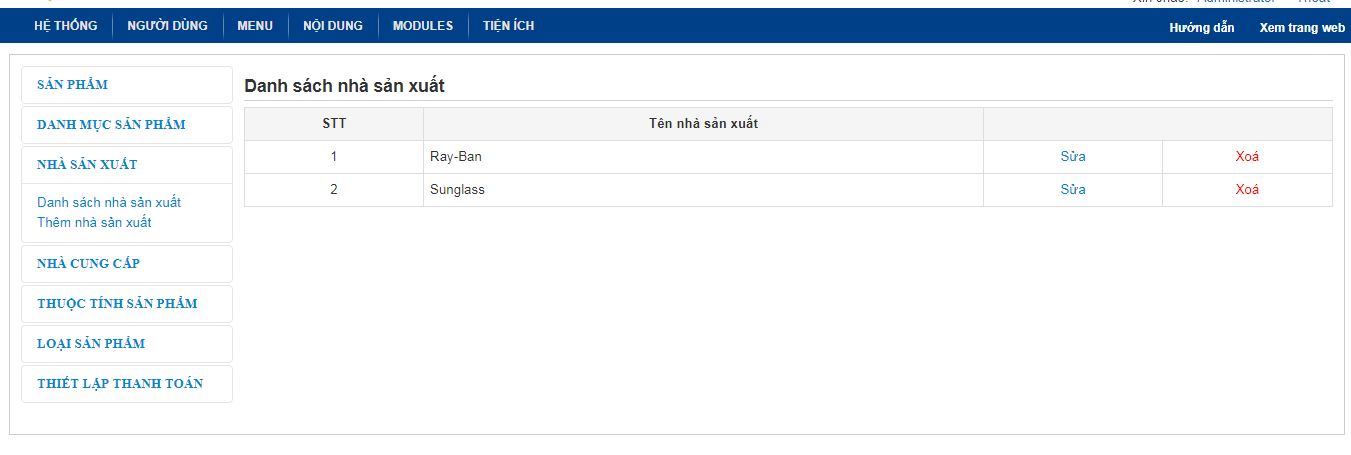 HỆ THỐNG NGƯỜI DÙNG MENU NỘI DUNG MODULES TIỆN ÍCH Hướng dẫn Xem trang web
SẢN PHẨM
DANH MỤC SẢN PHẨM
NHÀ SẢN XUẤT
Danh sách nhà sản xuất
Thêm nhà sản xuất
NHÀ CUNG CẤP
THUỘC TÍNH SẢN PHẨM
LOẠI SẢN PHẨM
THIẾT LẬP THANH TOÁN
Danh sách nhà sản xuất
STT Tên nhà sản xuất
1 Ray-Ban Sửa Xoá
2 Sunglass Sửa Xoá